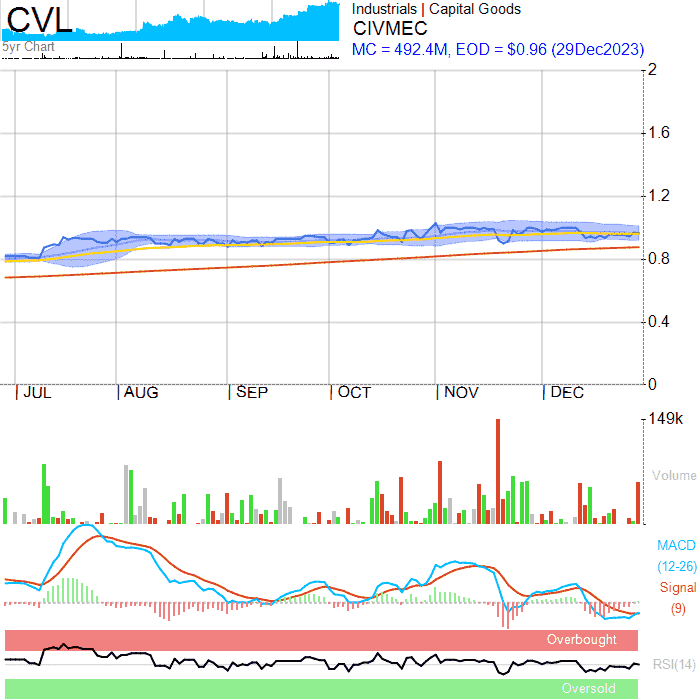 CVL
5yr Chart
Industrials | Capital Goods
CIVMEC
MC = 492.4M, EOD = $0.96 (29Dec2023)
2
1.6
1.2
0.8
0.4
0
JUL AUG SEP OCT NOV DEC
149k
Volume
MACD
(12-26)
Signal
(9)
Overbought
RSI(14)
Oversold